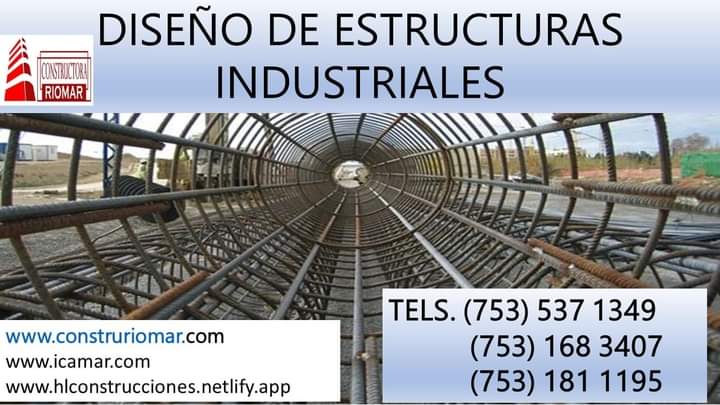 DISEÑO DE ESTRUCTURAS
INDUSTRIALES
CONSTRUCTORA
RIOMAR
www.construriomar.com
www.icamar.com
www.hlconstrucciones.netlify.app
TELS. (753) 537 1349
(753) 168 3407
(753) 181 1195